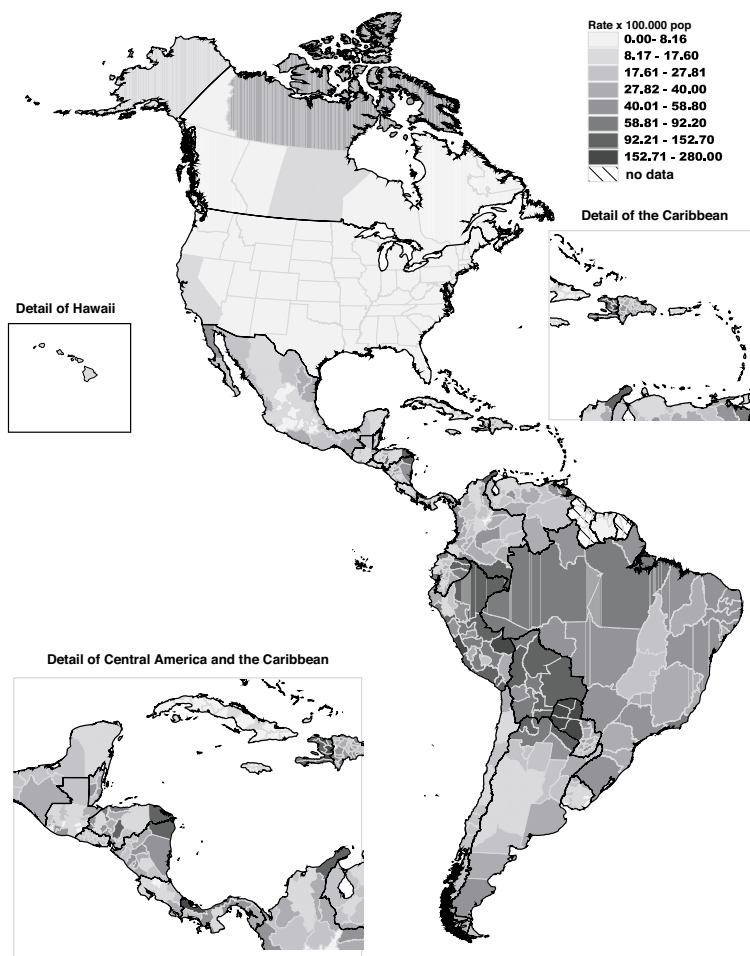 Rate x 100.000 pop
0.00- 8.16
8.17 - 17.60
17.61 - 27.81
27.82 - 40.00
40.01 - 58.80
58.81 - 92.20
92.21 - 152.70
152.71 - 280.00
no data
Detail of the Caribbean
Detail of Hawaii
Detail of Central America and the Caribbean